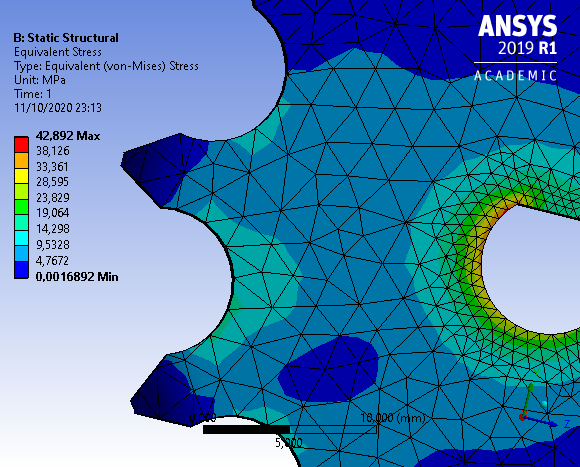 B: Static Structural
Equivalent Stress
Type: Equivalent (von-Mises) Stress
Unit: MPa
Time: 1
11/10/2020 23:13
ANSYS
2019 R1
ACADEMIC
42,892 Max
38,126
33,361
28,595
23,829
19,064
14,298
9,5328
4,7672
0,0016892 Min
10,000 (mm)
5,000
Z